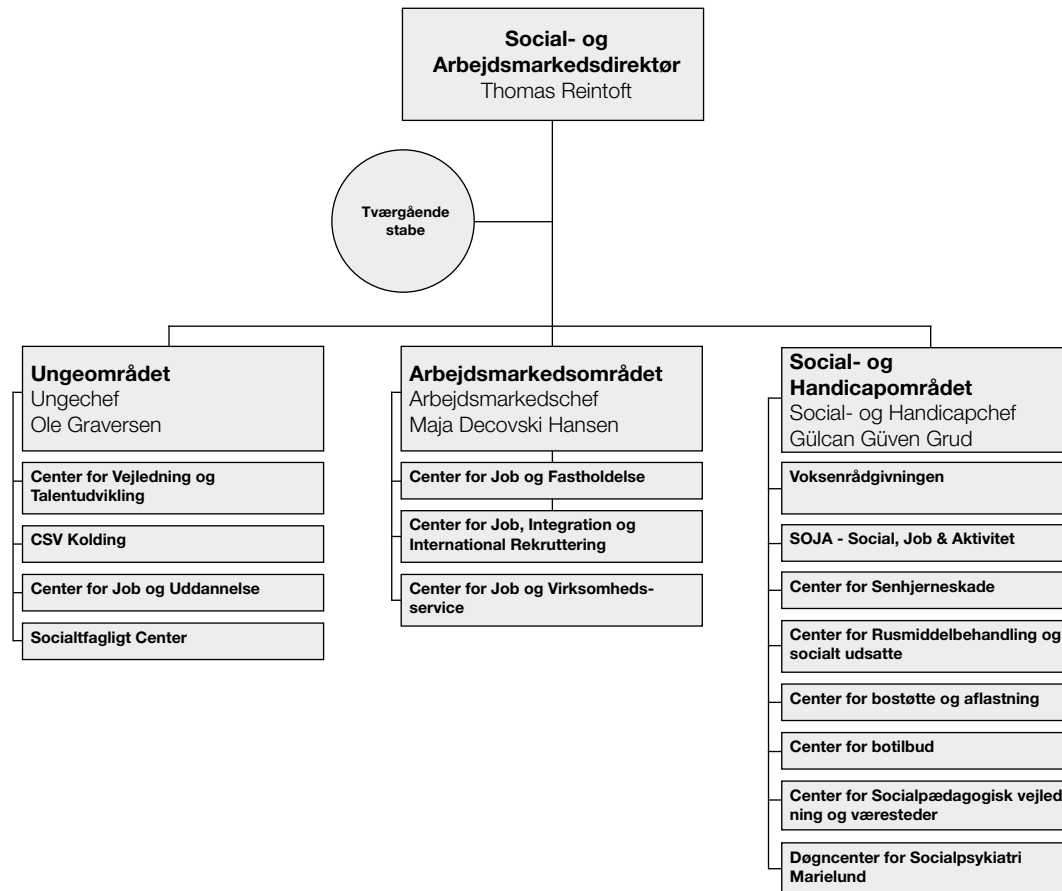 Social- og
Arbejdsmarkedsdirektør
Thomas Reintoft
Tværgående
stabe
Ungeområdet
Ungechef
Ole Graversen
Center for Vejledning og
Talentudvikling
CSV Kolding
Center for Job og Uddannelse
Socialtfagligt Center
Arbejdsmarkedsområdet
Arbejdsmarkedschef
Maja Decovski Hansen
Center for Job og Fastholdelse
Center for Job, Integration og
International Rekruttering
Center for Job og Virksomheds-
service
Social- og
Handicapområdet
Social- og Handicapchef
Gülcan Güven Grud
Voksenrådgivningen
SOJA - Social, Job & Aktivitet
Center for Senhjerneskade
Center for Rusmiddelbehandling og
socialt udsatte
Center for bostøtte og aflastning
Center for botilbud
Center for Socialpædagogisk vejled
ning og væresteder
Døgncenter for Socialpsykiatri
Marielund